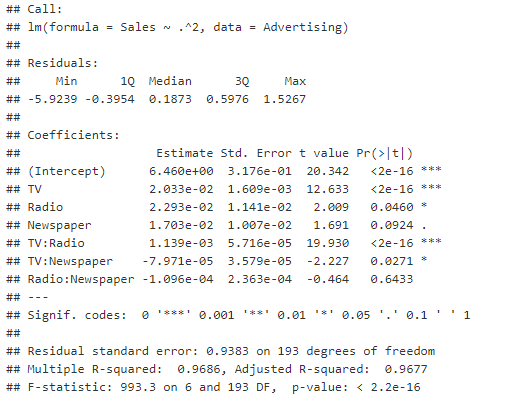 ## Call:
## lm(formula = Sales ~ .^2, data = Advertising)
##
## Residuals:
##     Min      1Q  Median      3Q     Max
## -5.9239 -0.3954  0.1873  0.5976  1.5267
##
## Coefficients:
##                   Estimate Std. Error t value Pr(>|t|)
## (Intercept)      6.460e+00  3.176e-01  20.342   <2e-16 ***
## TV               2.033e-02  1.609e-03  12.633   <2e-16 ***
## Radio            2.293e-02  1.141e-02   2.009   0.0460 *
## Newspaper        1.703e-02  1.007e-02   1.691   0.0924 .
## TV:Radio         1.139e-03  5.716e-05  19.930   <2e-16 ***
## TV:Newspaper    -7.971e-05  3.579e-05  -2.227   0.0271 *
## Radio:Newspaper -1.096e-04  2.363e-04  -0.464   0.6433
## ---
## Signif. codes:  0 '***' 0.001 '**' 0.01 '*' 0.05 '.' 0.1 ' ' 1
##
## Residual standard error: 0.9383 on 193 degrees of freedom
## Multiple R-squared:  0.9686, Adjusted R-squared:  0.9677
## F-statistic: 993.3 on 6 and 193 DF,  p-value: < 2.2e-16